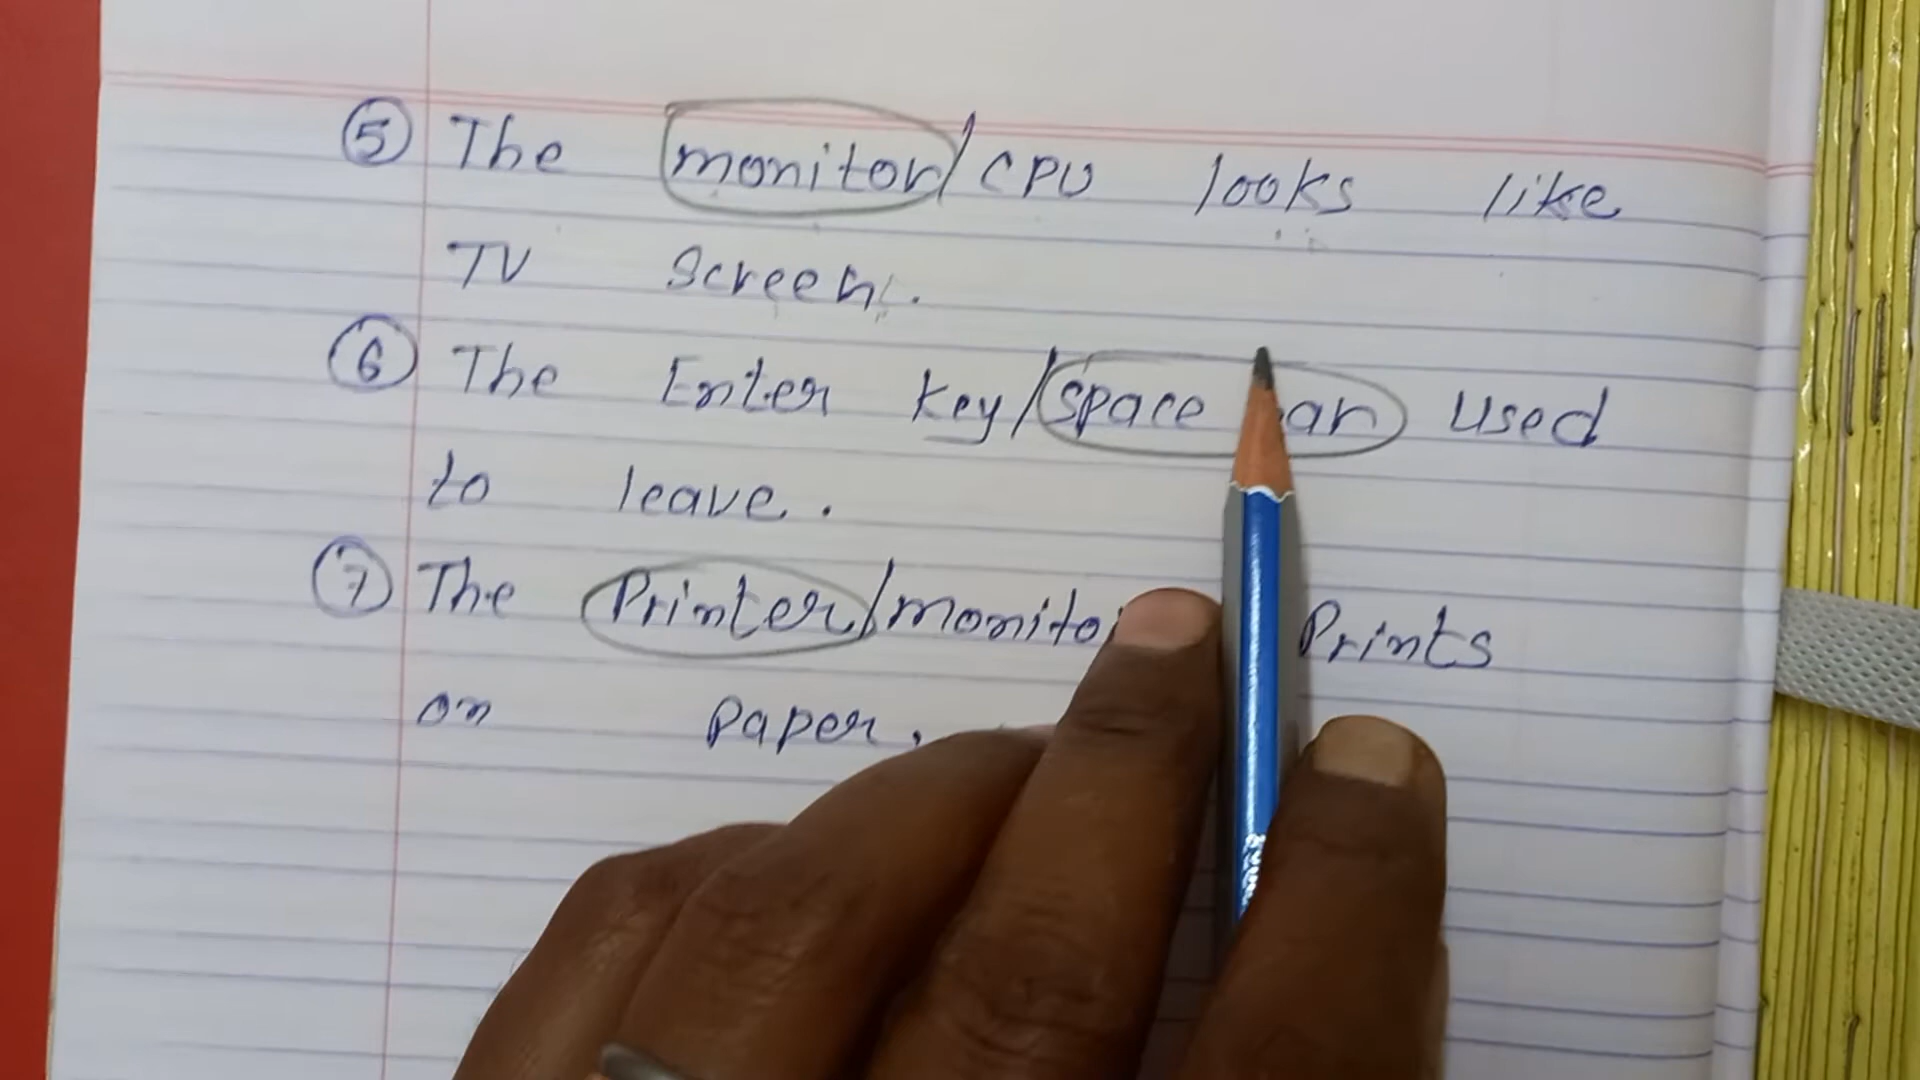 ⑤ The monitor/CPU looks like
TV Screen.
⑥ The Enter key/space used
to leave.
⑦ The Printer/monitor Prints
on paper.